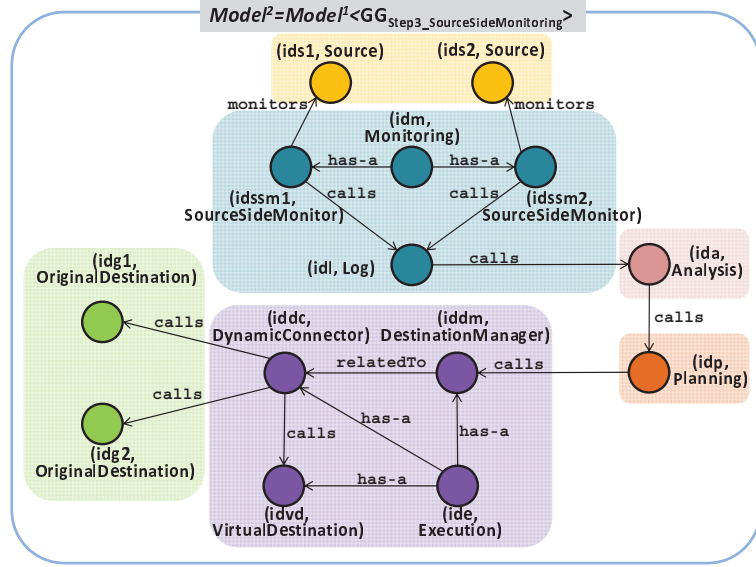 Model²=Model¹<GG_Step3_SourceSideMonitoring>
(ids1, Source)
(ids2, Source)
monitors
monitors
(idm,
Monitoring)
has-a
has-a
(idssm1,
SourceSideMonitor)
calls
calls
(idssm2,
SourceSideMonitor)
(idl, Log)
calls
(ida,
Analysis)
calls
(idg1,
OriginalDestination)
calls
(iddc,
DynamicConnector)
(iddm,
DestinationManager)
relatedTo
calls
(idp,
Planning)
calls
has-a
calls
has-a
(idg2,
OriginalDestination)
has-a
(idvd,
VirtualDestination)
(ide,
Execution)